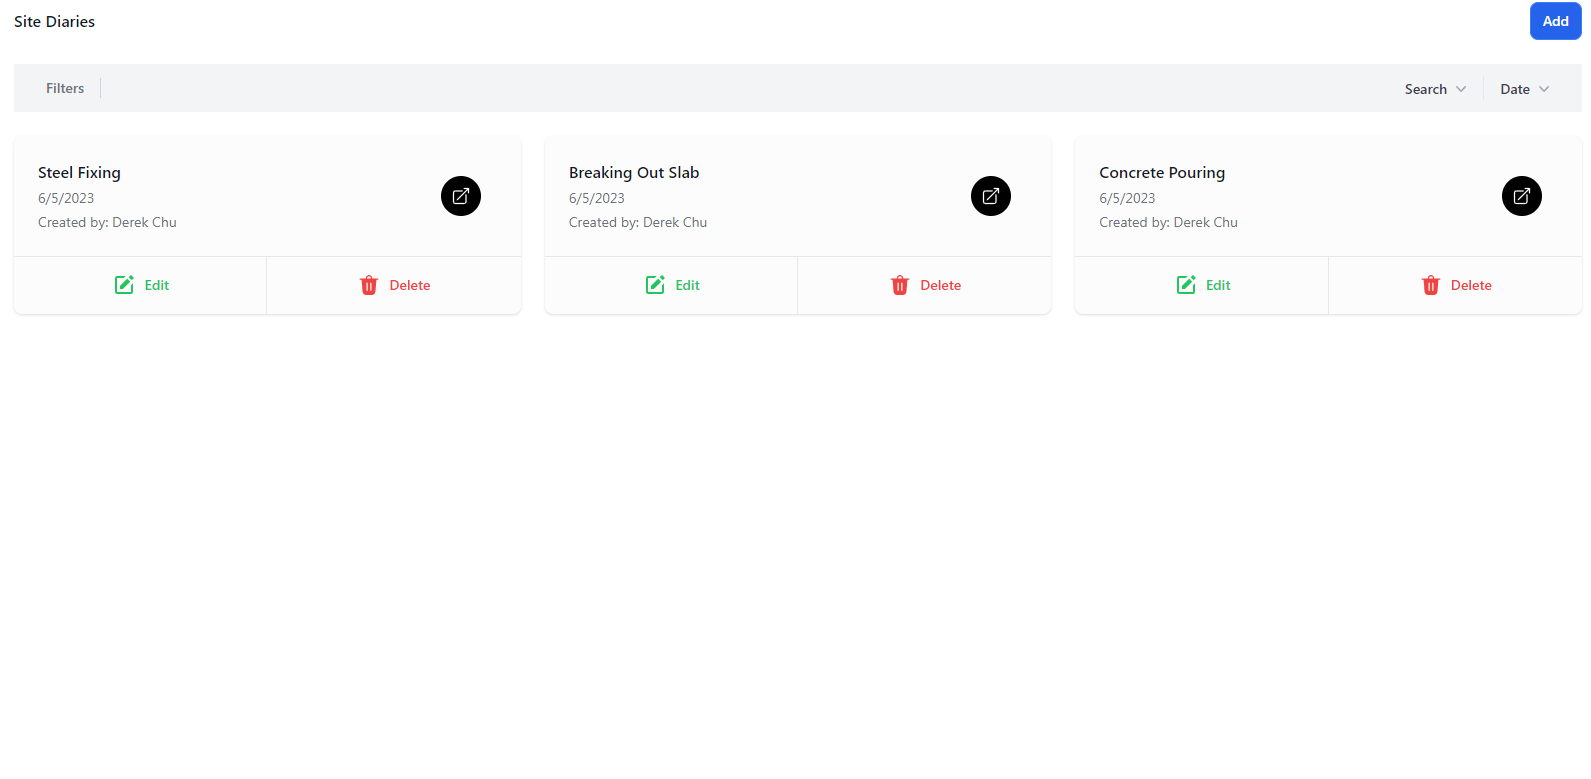 Site Diaries
Add
Filters
Search
Date
Steel Fixing
6/5/2023
Created by: Derek Chu
Edit
Delete
Breaking Out Slab
6/5/2023
Created by: Derek Chu
Edit
Delete
Concrete Pouring
6/5/2023
Created by: Derek Chu
Edit
Delete